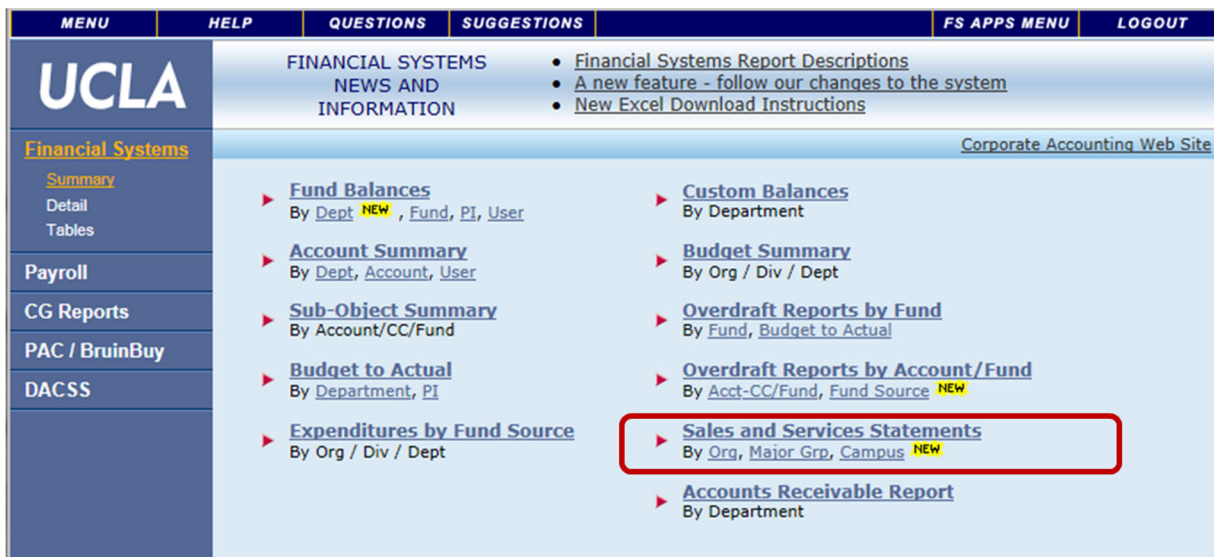 MENU HELP QUESTIONS SUGGESTIONS FS APPS MENU LOGOUT
UCLA
FINANCIAL SYSTEMS
NEWS AND
INFORMATION
• Financial Systems Report Descriptions
• A new feature - follow our changes to the system
• New Excel Download Instructions
Corporate Accounting Web Site
Financial Systems
Summary
Detail
Tables
Payroll
CG Reports
PAC / BruinBuy
DACSS
Fund Balances
By Dept NEW , Fund, PI, User
Account Summary
By Dept, Account, User
Sub-Object Summary
By Account/CC/Fund
Budget to Actual
By Department, PI
Expenditures by Fund Source
By Org / Div / Dept
Custom Balances
By Department
Budget Summary
By Org / Div / Dept
Overdraft Reports by Fund
By Fund, Budget to Actual
Overdraft Reports by Account/Fund
By Acct-CC/Fund, Fund Source NEW
Sales and Services Statements
By Org, Major Grp, Campus NEW
Accounts Receivable Report
By Department